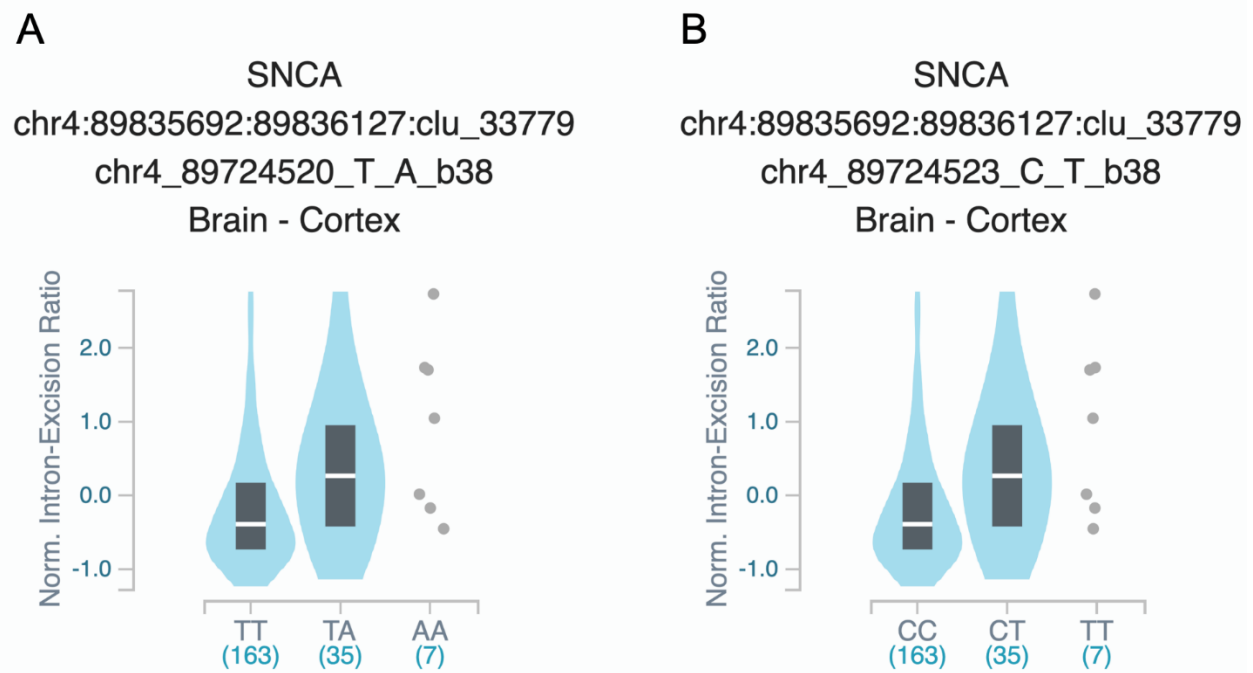 A
SNCA
chr4:89835692:89836127:clu_33779
chr4_89724520_T_A_b38
Brain - Cortex
Norm. Intron-Excision Ratio
2.0
1.0
0.0
-1.0
TT
TA
AA
(163)
(35)
(7)
B
SNCA
chr4:89835692:89836127:clu_33779
chr4_89724523_C_T_b38
Brain - Cortex
Norm. Intron-Excision Ratio
2.0
1.0
0.0
-1.0
CC
CT
TT
(163)
(35)
(7)